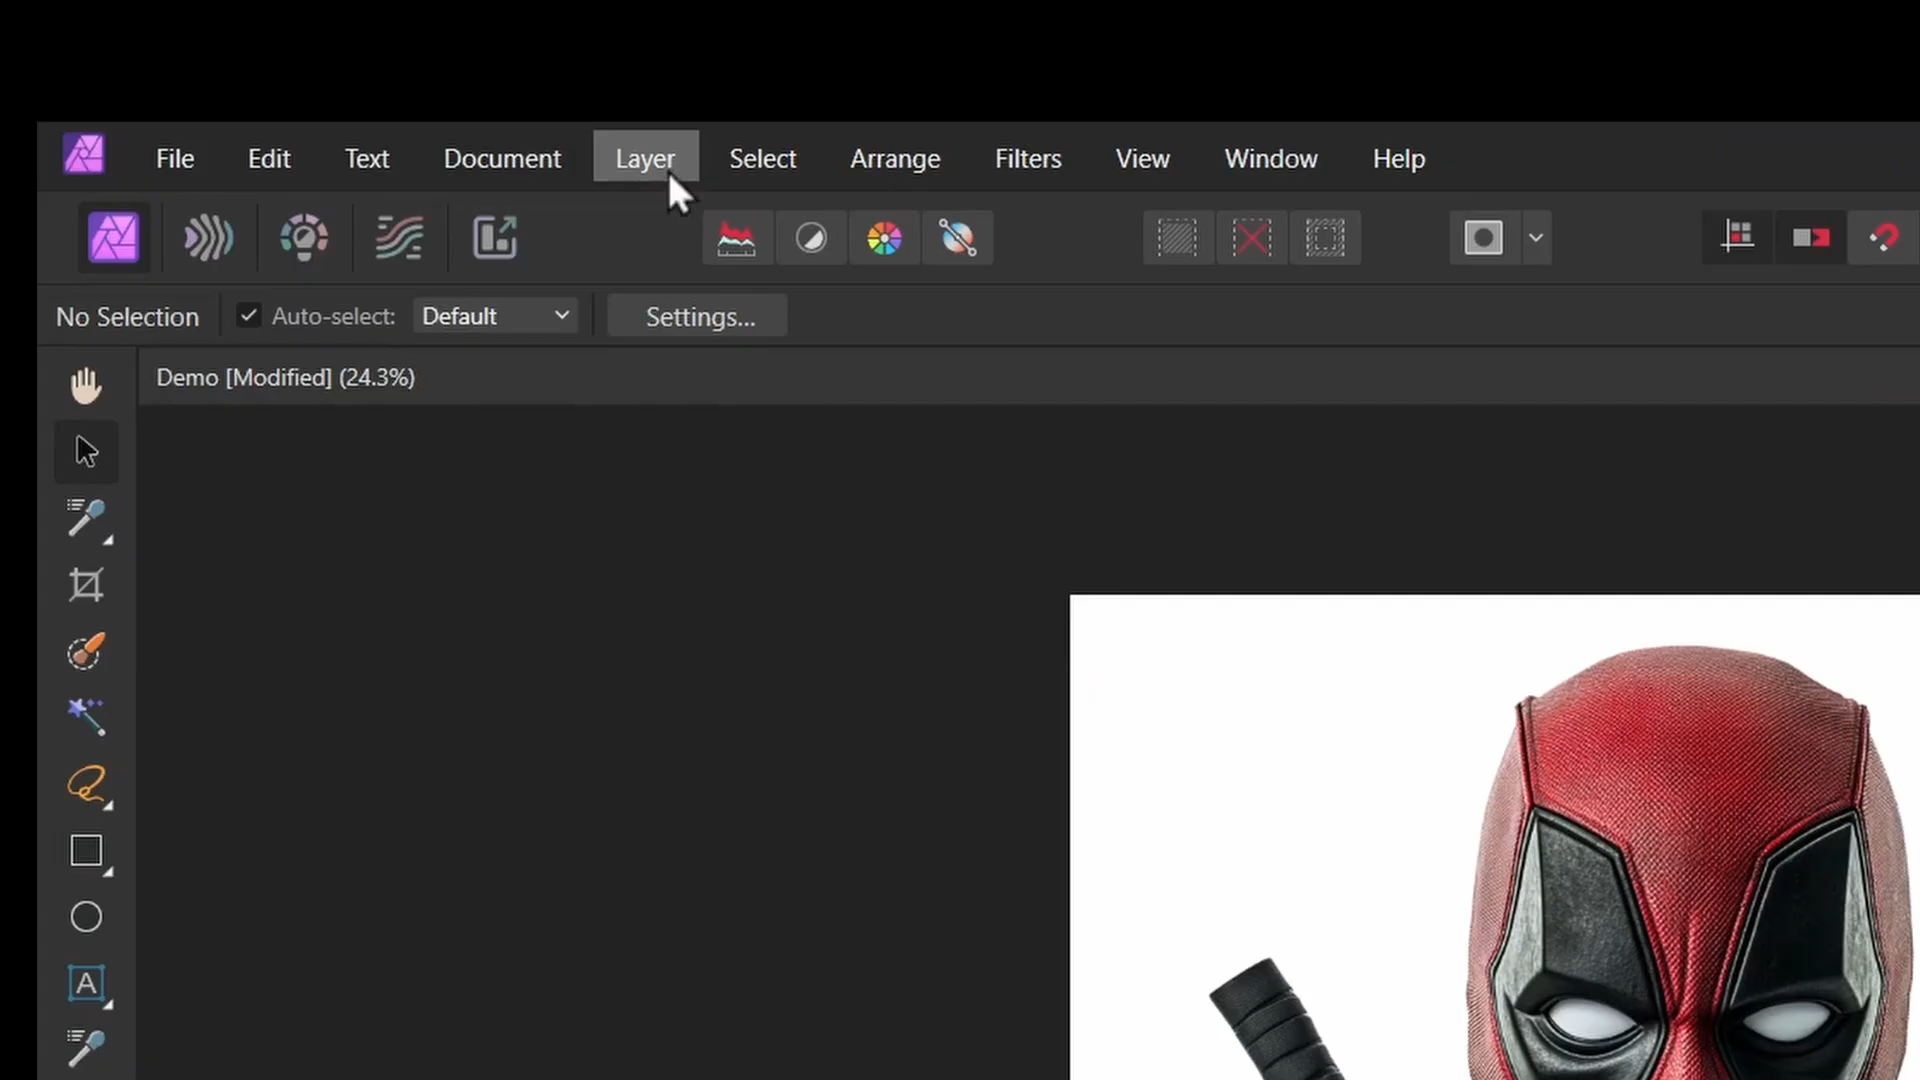 File Edit Text Document Layer Select Arrange Filters View Window Help
No Selection Auto-select: Default Settings...
Demo [Modified] (24.3%)
A